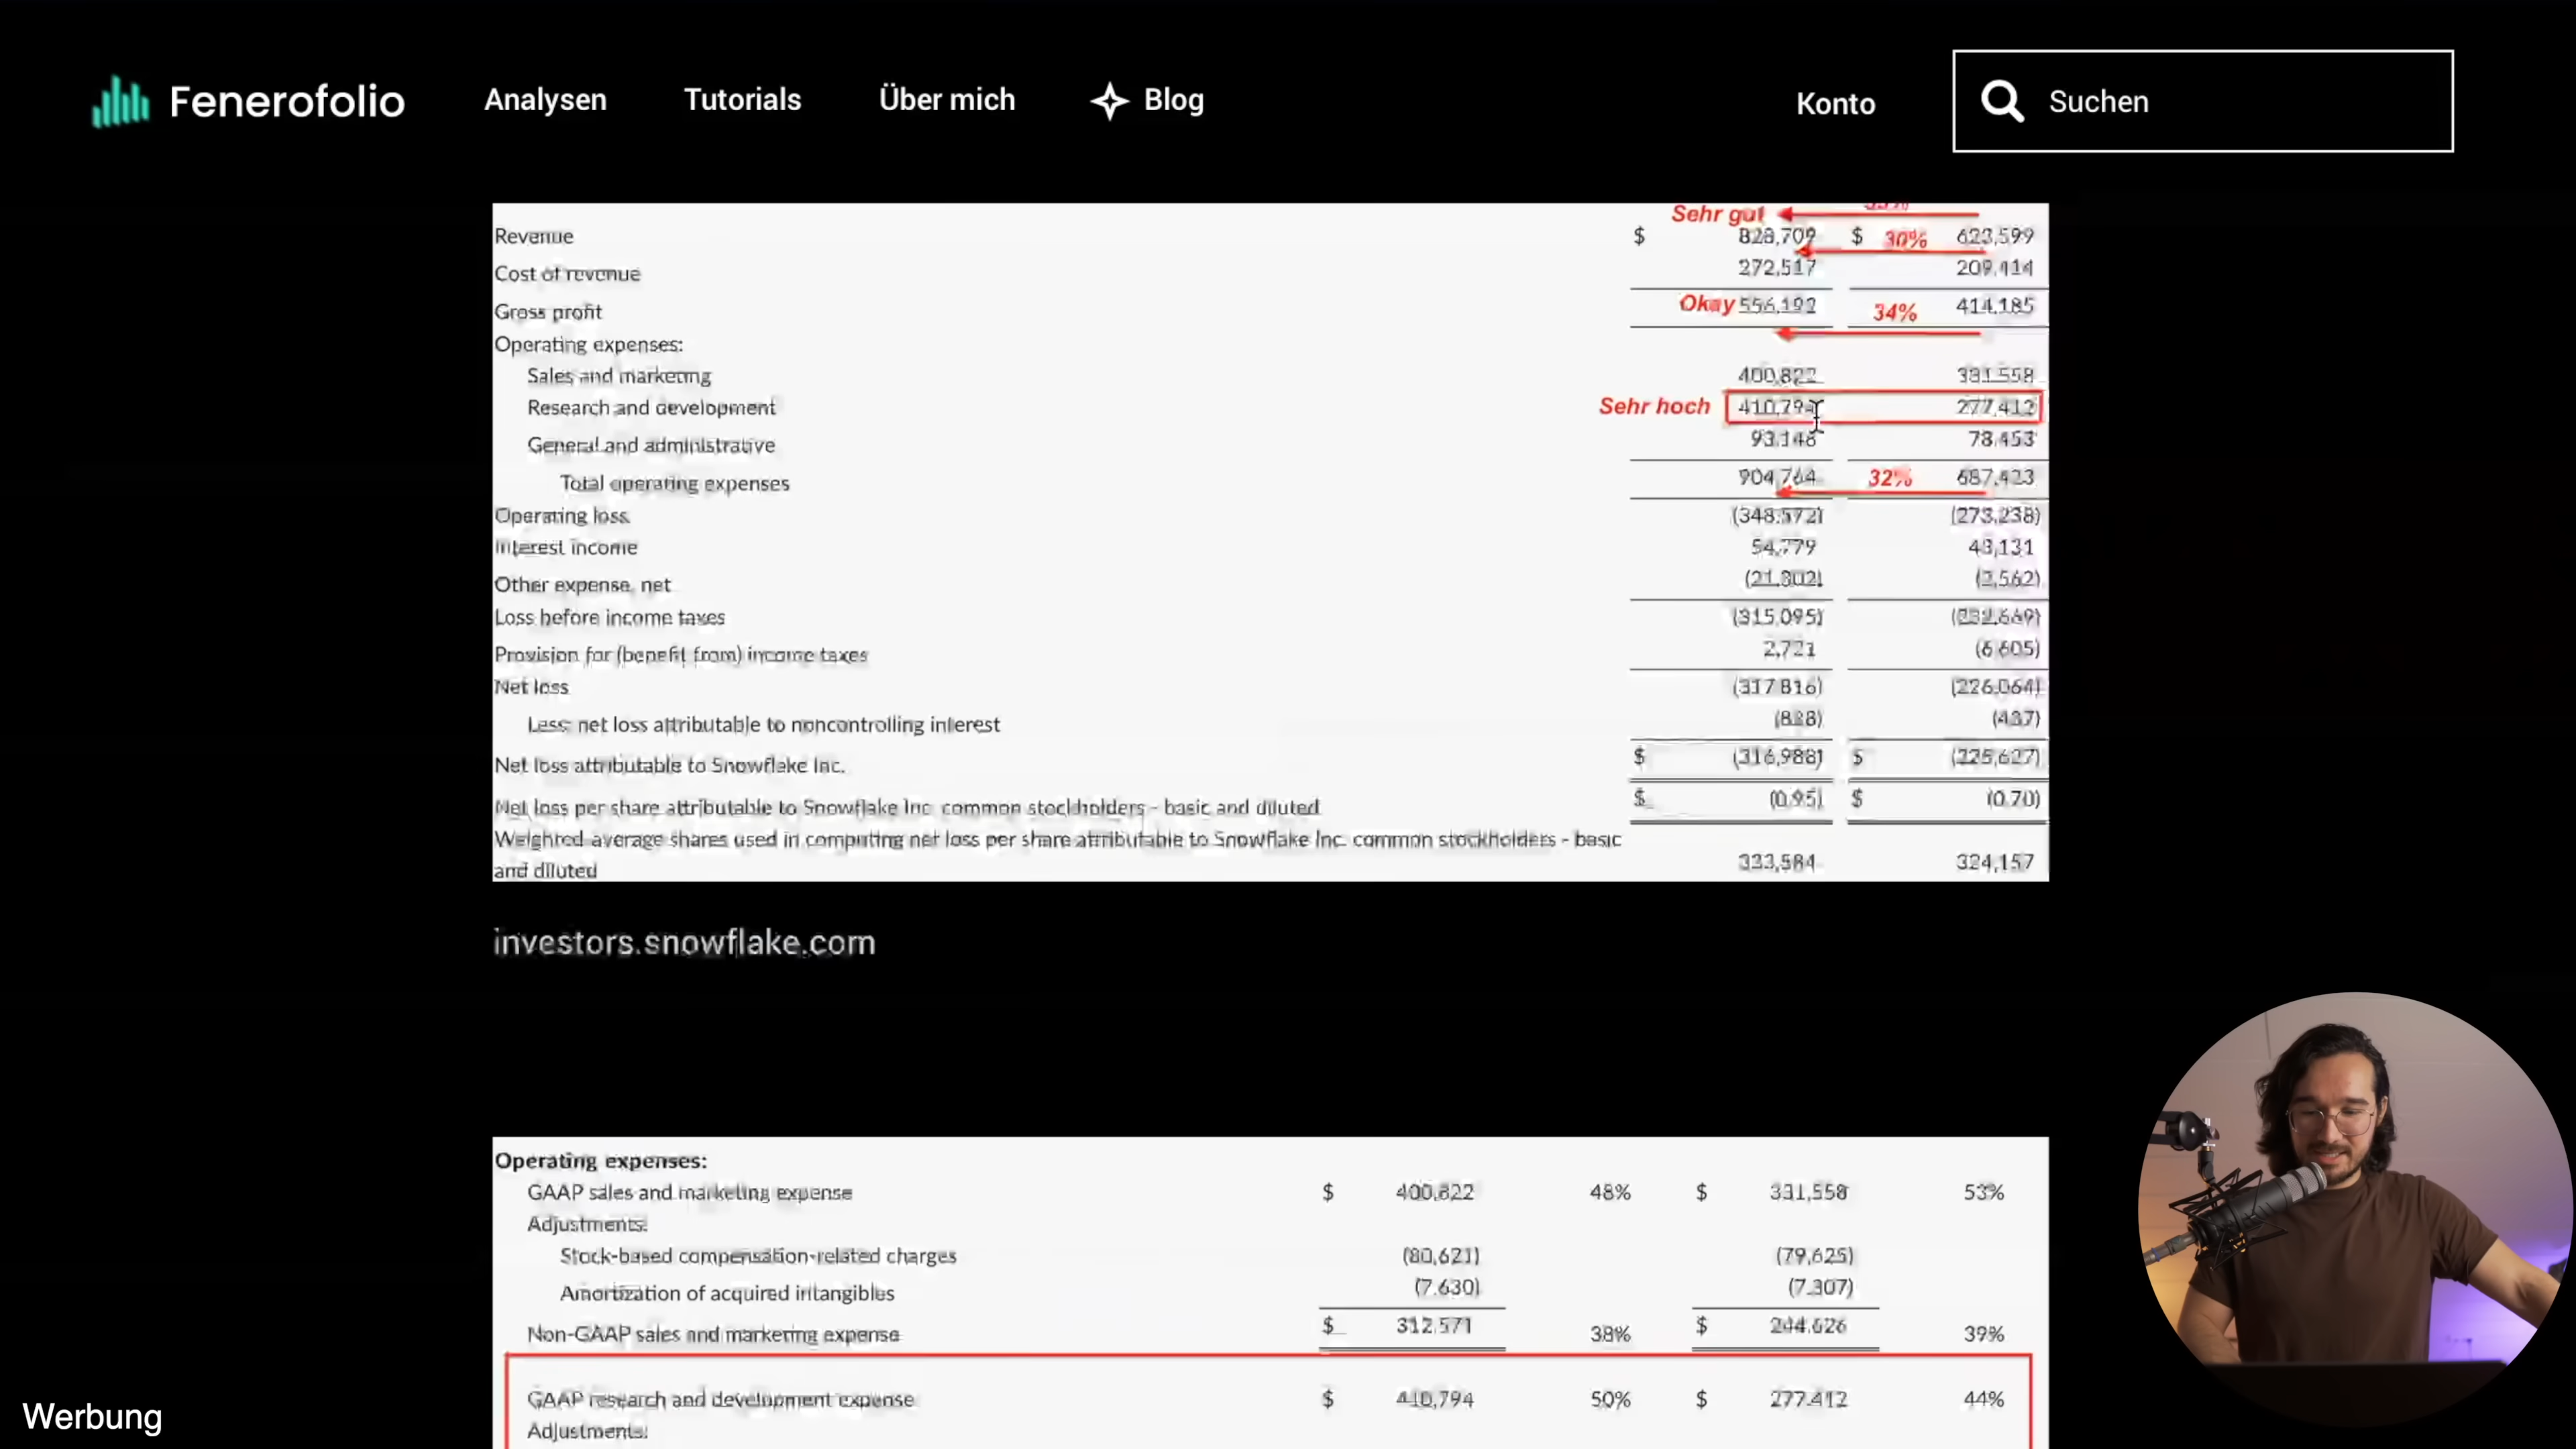 Fenerofolio Analysen Tutorials Über mich Blog Konto Suchen
Sehr gut
Revenue $ 828,709 $ 30% 623,599
Cost of revenue 272,517 209,414
Gross profit Okay 556,192 34% 414,185
Operating expenses:
Sales and marketing 400,822 331,558
Research and development Sehr hoch 410,794 277,412
General and administrative 93,148 78,453
Total operating expenses 904,764 32% 687,423
Operating loss (348,572) (273,238)
Interest income 54,779 43,131
Other expense, net (21,302) (2,562)
Loss before income taxes (315,095) (232,669)
Provision for (benefit from) income taxes 2,721 (6,605)
Net loss (317,816) (226,064)
Less: net loss attributable to noncontrolling interest (828) (437)
Net loss attributable to Snowflake Inc. $ (316,988) $ (225,627)
Net loss per share attributable to Snowflake Inc. common stockholders - basic and diluted $ (0.95) $ (0.70)
Weighted average shares used in computing net loss per share attributable to Snowflake Inc. common stockholders - basic
and diluted 333,584 324,157
investors.snowflake.com
Operating expenses:
GAAP sales and marketing expense $ 400,822 48% $ 331,558 53%
Adjustments:
Stock-based compensation-related charges (80,621) (79,625)
Amortization of acquired intangibles (7,630) (7,307)
Non-GAAP sales and marketing expense $ 312,571 38% $ 244,626 39%
GAAP research and development expense $ 410,794 50% $ 277,412 44%
Adjustments:
Werbung